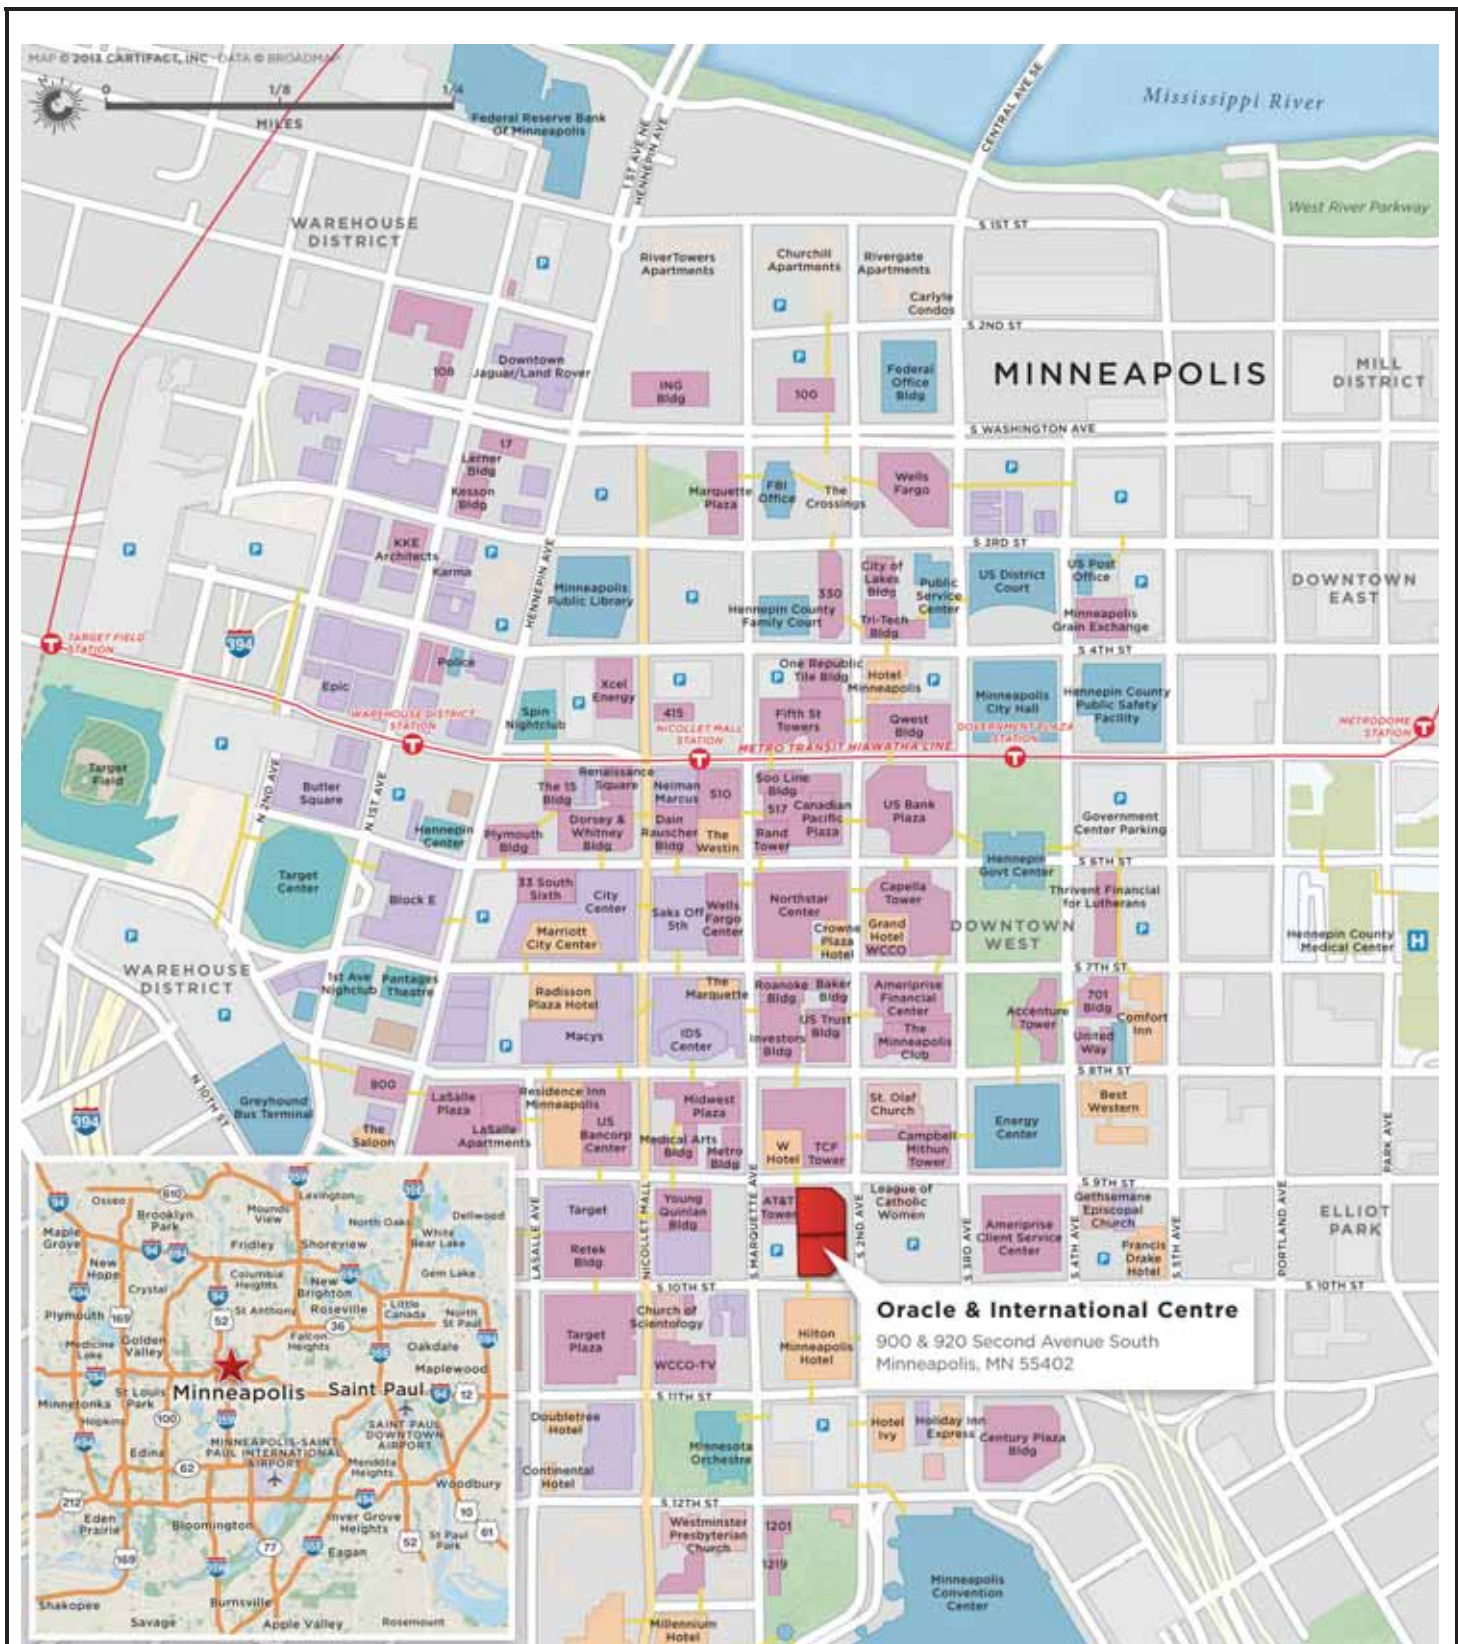 MAP © 2013 CARTIFACT, INC - DATA © BROADMAP
0
1/8
1/4
MILES
Federal Reserve Bank
Of Minneapolis
1ST AVE NE
HENNEPIN AVE
CENTRAL AVE SE
Mississippi River
West River Parkway
WAREHOUSE
DISTRICT
S 1ST ST
RiverTowers
Apartments
Churchill
Apartments
Rivergate
Apartments
Carlyle
Condos
S 2ND ST
108
Downtown
Jaguar/Land Rover
ING
Bldg
100
Federal
Office
Bldg
MINNEAPOLIS
MILL
DISTRICT
S WASHINGTON AVE
17
Lerner
Bldg
Kesson
Bldg
Marquette
Plaza
FBI
Office
The
Crossings
Wells
Fargo
KKE
Architects
Karma
HENNEPIN AVE
S 3RD ST
Minneapolis
Public Library
330
Hennepin County
Family Court
City of
Lakes
Bldg
Tri-Tech
Bldg
Public
Service
Center
US District
Court
US Post
Office
Minneapolis
Grain Exchange
DOWNTOWN
EAST
S 4TH ST
TARGET FIELD
STATION
394
Police
Epic
Xcel
Energy
Spin
Nightclub
415
One Republic
Tile Bldg
Hotel
Minneapolis
Fifth St
Towers
Qwest
Bldg
Minneapolis
City Hall
Hennepin County
Public Safety
Facility
WAREHOUSE DISTRICT
STATION
NICOLLET MALL
STATION
METRO TRANSIT HIAWATHA LINE
GOVERNMENT PLAZA
STATION
METRODOME
STATION
Target
Field
N 2ND AVE
Butler
Square
N 1ST AVE
Hennepin
Center
The 15
Bldg
Renaissance
Square
Plymouth
Bldg
Dorsey &
Whitney
Bldg
Neiman
Marcus
510
Dain
Rauscher
Bldg
The
Westin
Soo Line
Bldg
517
Canadian
Pacific
Plaza
Rand
Tower
US Bank
Plaza
Government
Center Parking
Hennepin
Govt Center
S 6TH ST
Target
Center
Block E
33 South
Sixth
City
Center
Marriott
City Center
Saks Off
5th
Wells
Fargo
Center
Northstar
Center
Crowne
Plaza
Hotel
Capella
Tower
Grand
Hotel
WCCO
DOWNTOWN
WEST
Thrivent Financial
for Lutherans
Hennepin County
Medical Center
H
S 7TH ST
WAREHOUSE
DISTRICT
1st Ave
Nighclub
Pantages
Theatre
Radisson
Plaza Hotel
Macys
The
Marquette
IDS
Center
Roanoke
Bldg
Baker
Bldg
US Trust
Bldg
Investors
Bldg
Ameriprise
Financial
Center
The
Minneapolis
Club
Accenture
Tower
701
Bldg
Comfort
Inn
United
Way
S 8TH ST
N 10TH ST
394
Greyhound
Bus Terminal
800
The
Saloon
LaSalle
Plaza
LaSalle
Apartments
Residence Inn
Minneapolis
US
Bancorp
Center
Midwest
Plaza
Medical Arts
Bldg
Metro
Bldg
W
Hotel
TCF
Tower
St. Olaf
Church
Campbell
Mithun
Tower
Energy
Center
Best
Western
PARK AVE
S 9TH ST
LASALLE AVE
Target
Retek
Bldg
NICOLLET MALL
Young
Quinlan
Bldg
S MARQUETTE AVE
AT&T
Tower
S 2ND AVE
League of
Catholic
Women
S 3RD AVE
Ameriprise
Client Service
Center
S 4TH AVE
Gethsemane
Episcopal
Church
Francis
Drake
Hotel
S 5TH AVE
PORTLAND AVE
ELLIOT
PARK
S 10TH ST
S 10TH ST
Oracle & International Centre
900 & 920 Second Avenue South
Minneapolis, MN 55402
Target
Plaza
Church of
Scientology
WCCO-TV
Hilton
Minneapolis
Hotel
S 11TH ST
Doubletree
Hotel
Continental
Hotel
Minnesota
Orchestra
Hotel
Ivy
Holiday Inn
Express
Century Plaza
Bldg
S 12TH ST
Westminster
Presbyterian
Church
1201
1219
Millennium
Hotel
Minneapolis
Convention
Center
Osseo
610
Lexington
Brooklyn
Park
Mounds
View
North Oaks
Dellwood
Maple
Grove
White
Bear Lake
Fridley
Shoreview
New
Hope
Crystal
Columbia
Heights
New
Brighton
Gem Lake
Plymouth
169
52
St Anthony
Roseville
Little
Canada
North
St Paul
36
Medicine
Lake
Golden
Valley
Falcon
Heights
Oakdale
Maplewood
Minneapolis
Saint Paul
12
St Louis
Park
Minnetonka
Hopkins
100
SAINT PAUL
DOWNTOWN
AIRPORT
Edina
62
MINNEAPOLIS-SAINT
PAUL INTERNATIONAL
AIRPORT
Mendota
Heights
Woodbury
212
Eden
Prairie
Bloomington
Inver Grove
Heights
10
61
St Paul
Park
52
169
77
Eagan
Burnsville
Shakopee
Savage
Apple Valley
Rosemount